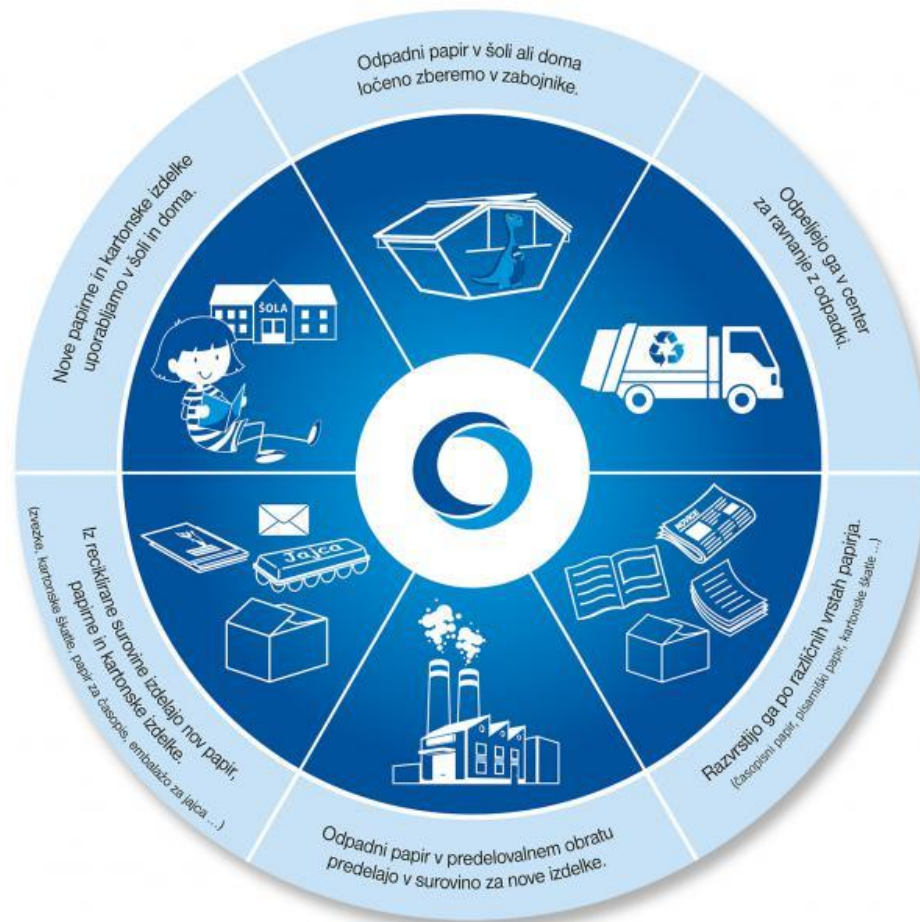 Odpadni papir v šoli ali doma
ločeno zberemo v zabojnike.
Odpeljejo ga v center
za ravnanje z odpadki.
Razvrstijo ga po različnih vrstah papirja.
(časopisni papir, pisarniški papir, kartonske škatle ...)
Odpadni papir v predelovalnem obratu
predelajo v surovino za nove izdelke.
Iz reciklirane surovine izdelajo nov papir,
papirne in kartonske izdelke.
(zvezke, kartonske škatle, papir za časopis, embalažo za jajca ...)
Nove papirne in kartonske izdelke
uporabljamo v šoli in doma.
ŠOLA
NOVICE
Jajca